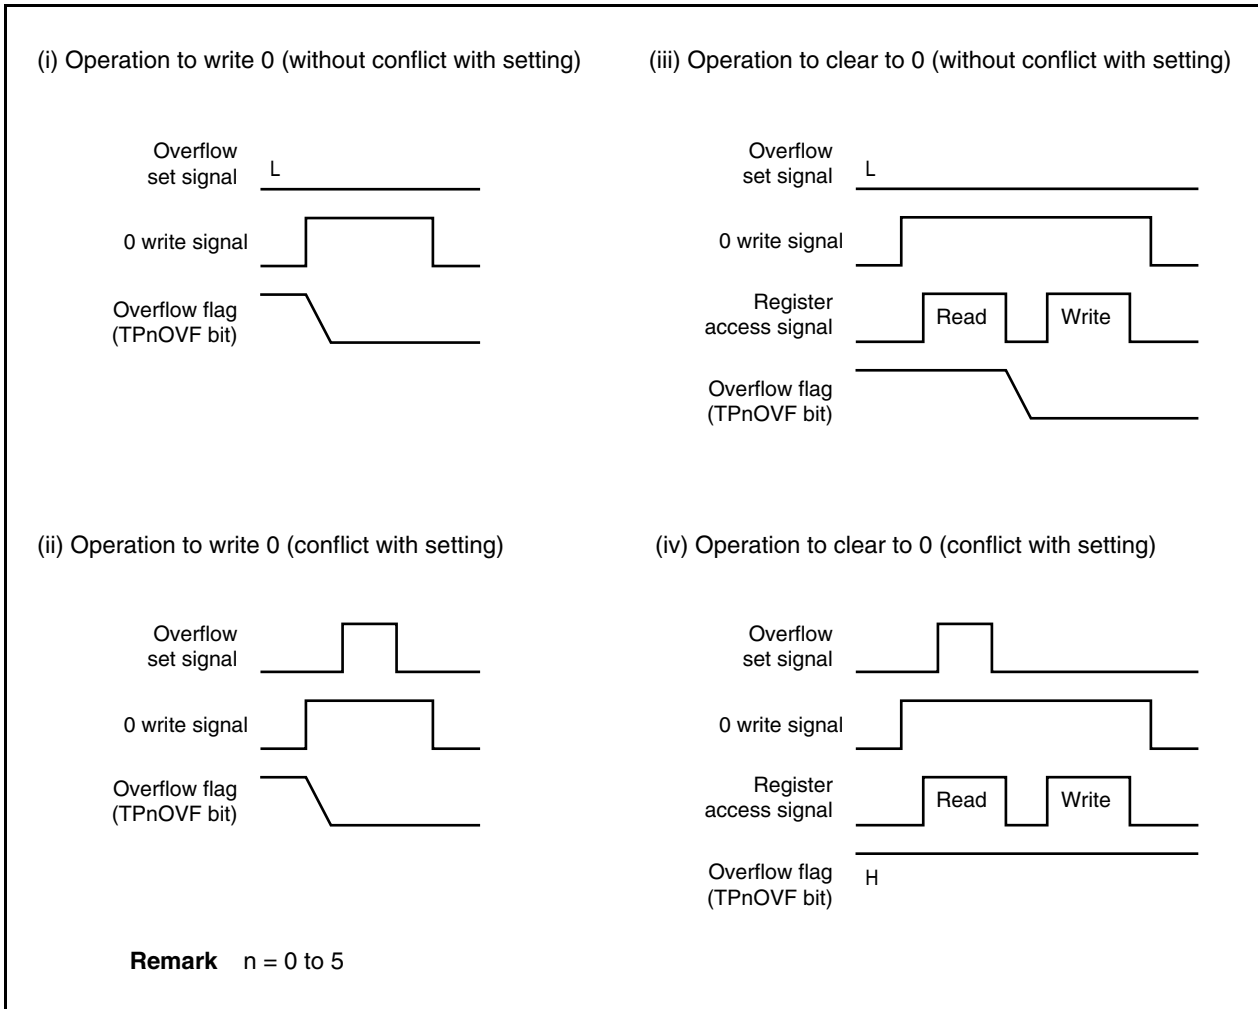 (i) Operation to write 0 (without conflict with setting)
Overflow
set signal
L
0 write signal
Overflow flag
(TPnOVF bit)
(iii) Operation to clear to 0 (without conflict with setting)
Overflow
set signal
L
0 write signal
Register
access signal
Read
Write
Overflow flag
(TPnOVF bit)
(ii) Operation to write 0 (conflict with setting)
Overflow
set signal
0 write signal
Overflow flag
(TPnOVF bit)
(iv) Operation to clear to 0 (conflict with setting)
Overflow
set signal
0 write signal
Register
access signal
Read
Write
Overflow flag
(TPnOVF bit)
H
Remark n = 0 to 5